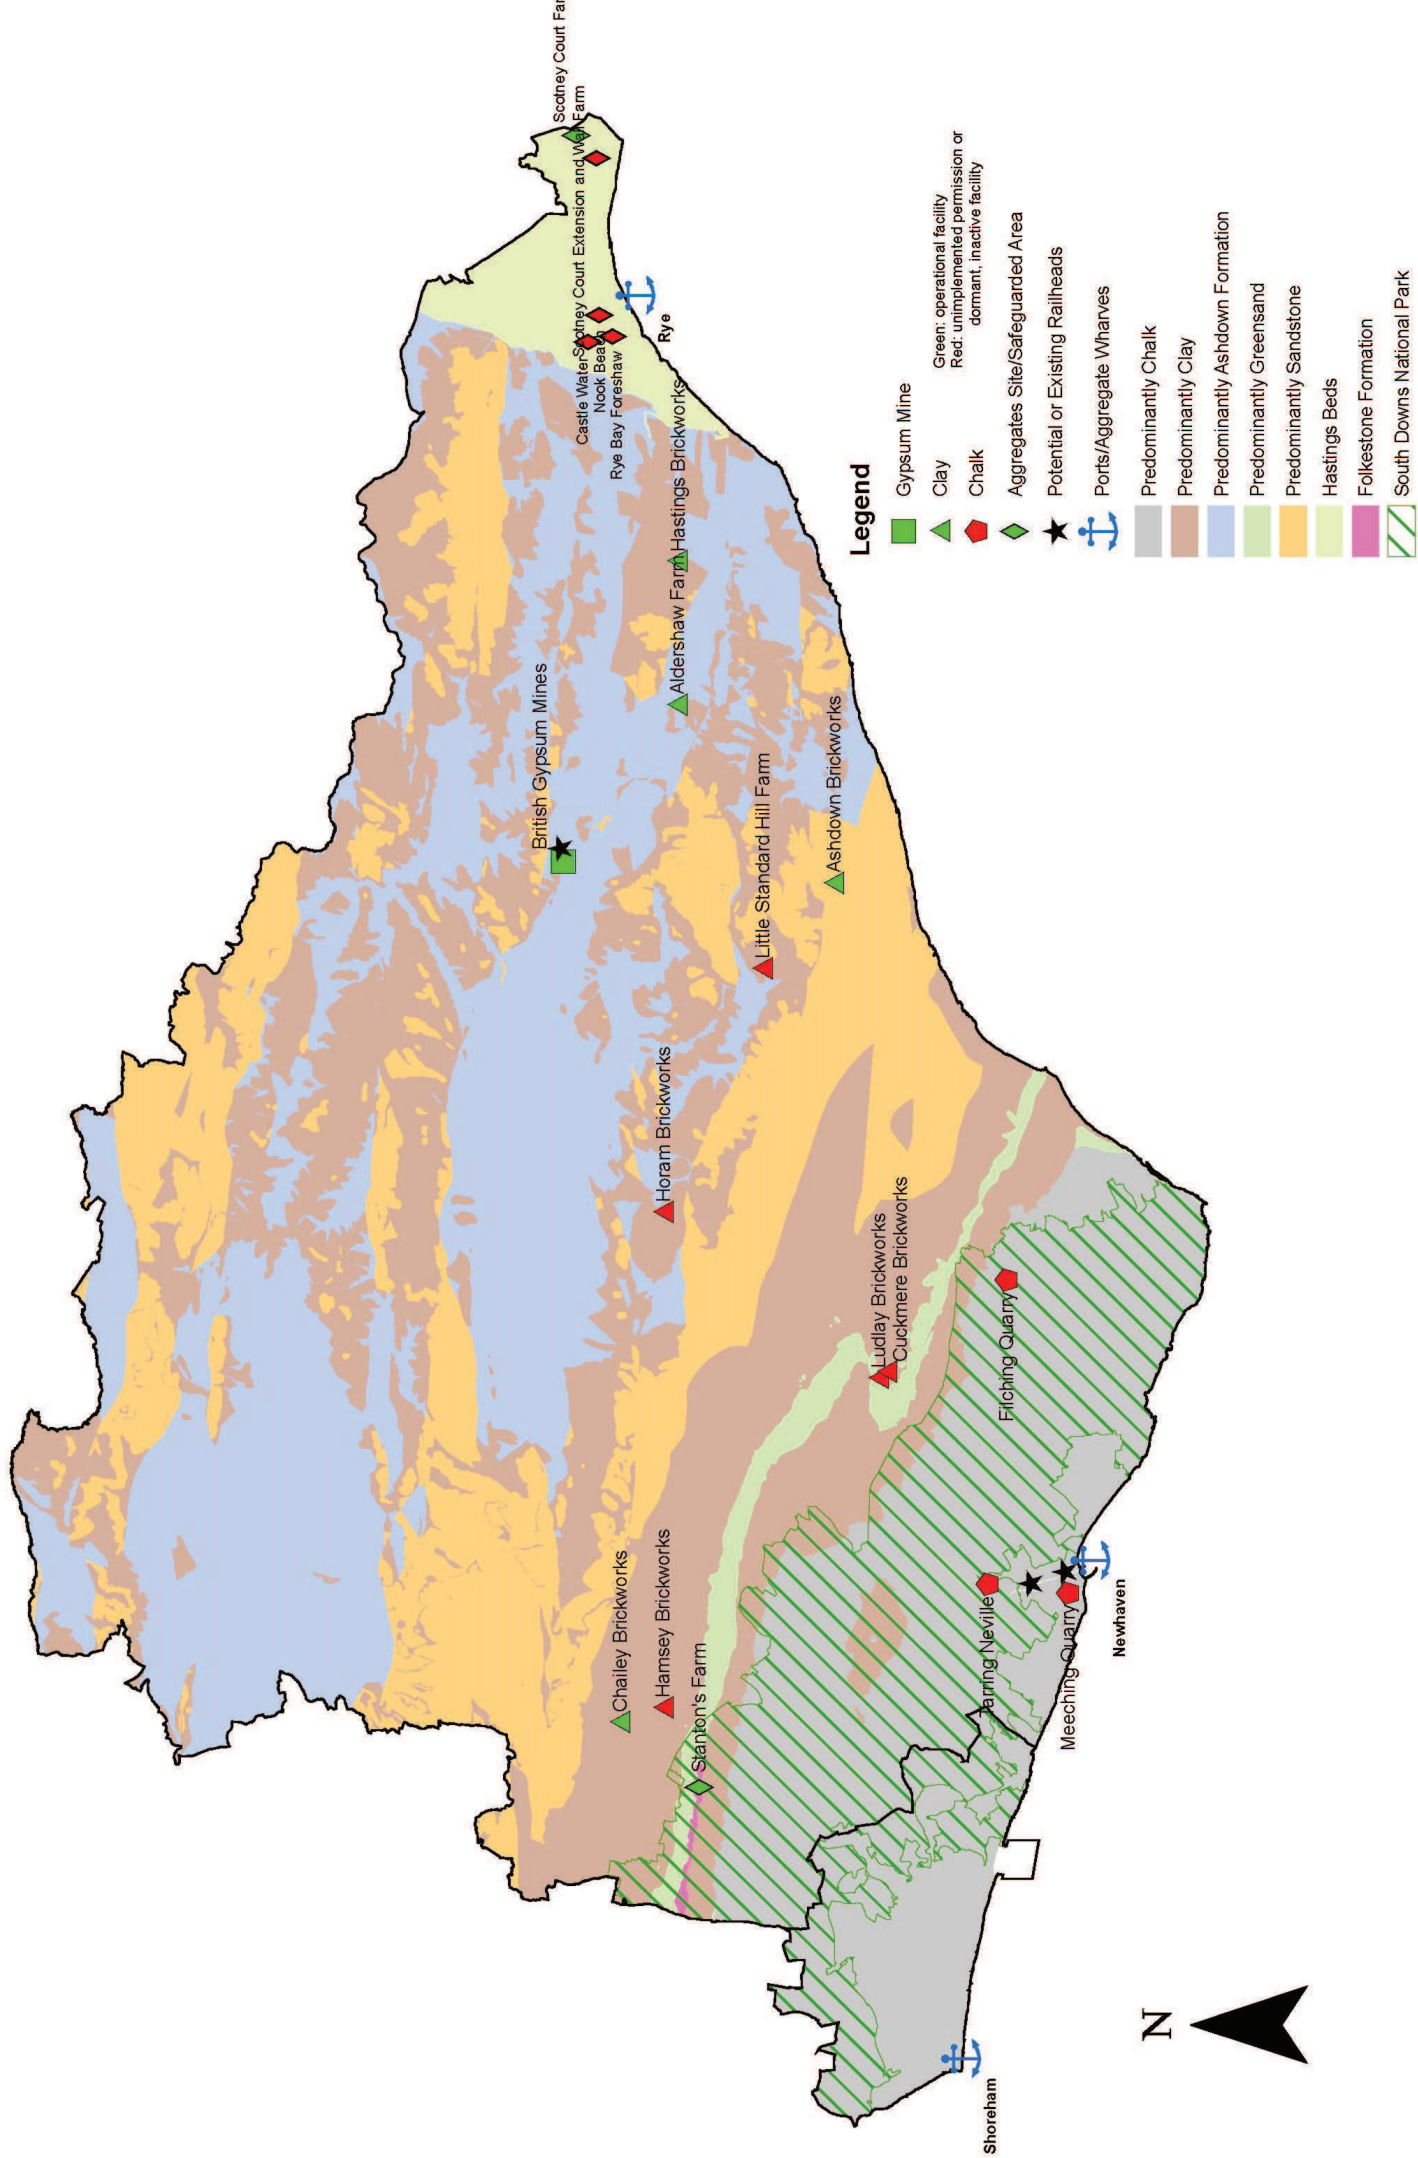 Scotney Court Far
Scotney Court Extension and Wall Farm
Castle Water
Nook Beach
Rye Bay Foreshaw
Rye
Hastings Brickworks
Aldershaw Farm
British Gypsum Mines
Little Standard Hill Farm
Ashdown Brickworks
Horam Brickworks
Ludlay Brickworks
Cuckmere Brickworks
Filching Quarry
Chailey Brickworks
Hamsey Brickworks
Stanton's Farm
Tarring Neville
Meeching Quarry
Newhaven
Shoreham
N
Legend
Gypsum Mine
Clay
Green: operational facility
Red: unimplemented permission or
dormant, inactive facility
Chalk
Aggregates Site/Safeguarded Area
Potential or Existing Railheads
Ports/Aggregate Wharves
Predominantly Chalk
Predominantly Clay
Predominantly Ashdown Formation
Predominantly Greensand
Predominantly Sandstone
Hastings Beds
Folkestone Formation
South Downs National Park